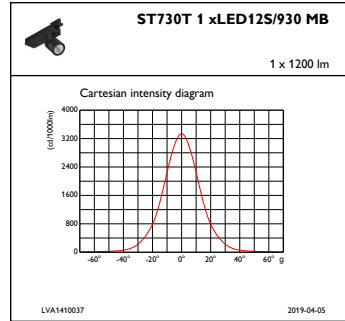 ST730T 1 xLED12S/930 MB
1 x 1200 lm
Cartesian intensity diagram
(cd/1000lm)
4000
3200
2400
1600
800
0
-60° -40° -20° 0° 20° 40° 60° g
LVA1410037 2019-04-05